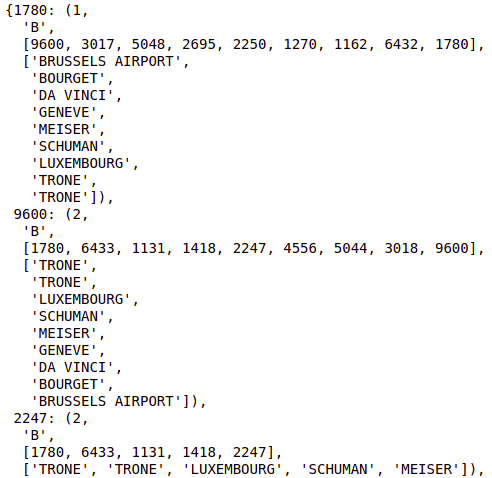 {1780: (1,
'B',
[9600, 3017, 5048, 2695, 2250, 1270, 1162, 6432, 1780],
['BRUSSELS AIRPORT',
'BOURGET',
'DA VINCI',
'GENEVE',
'MEISER',
'SCHUMAN',
'LUXEMBOURG',
'TRONE',
'TRONE']),
9600: (2,
'B',
[1780, 6433, 1131, 1418, 2247, 4556, 5044, 3018, 9600],
['TRONE',
'TRONE',
'LUXEMBOURG',
'SCHUMAN',
'MEISER',
'GENEVE',
'DA VINCI',
'BOURGET',
'BRUSSELS AIRPORT']),
2247: (2,
'B',
[1780, 6433, 1131, 1418, 2247],
['TRONE', 'TRONE', 'LUXEMBOURG', 'SCHUMAN', 'MEISER']),